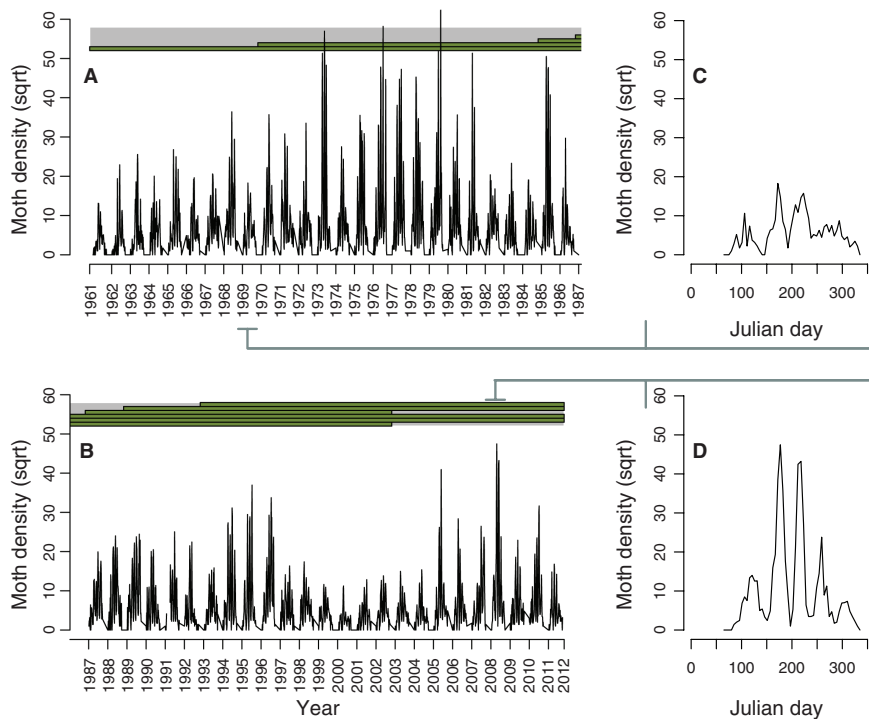 Moth density (sqrt)
0 10 20 30 40 50 60
A
1961 1962 1963 1964 1965 1966 1967 1968 1969 1970 1971 1972 1973 1974 1975 1976 1977 1978 1979 1980 1981 1982 1983 1984 1985 1986 1987
Moth density (sqrt)
0 10 20 30 40 50 60
C
0 100 200 300
Julian day
Moth density (sqrt)
0 10 20 30 40 50 60
B
1987 1988 1989 1990 1991 1992 1993 1994 1995 1996 1997 1998 1999 2000 2001 2002 2003 2004 2005 2006 2007 2008 2009 2010 2011 2012
Year
Moth density (sqrt)
0 10 20 30 40 50 60
D
0 100 200 300
Julian day